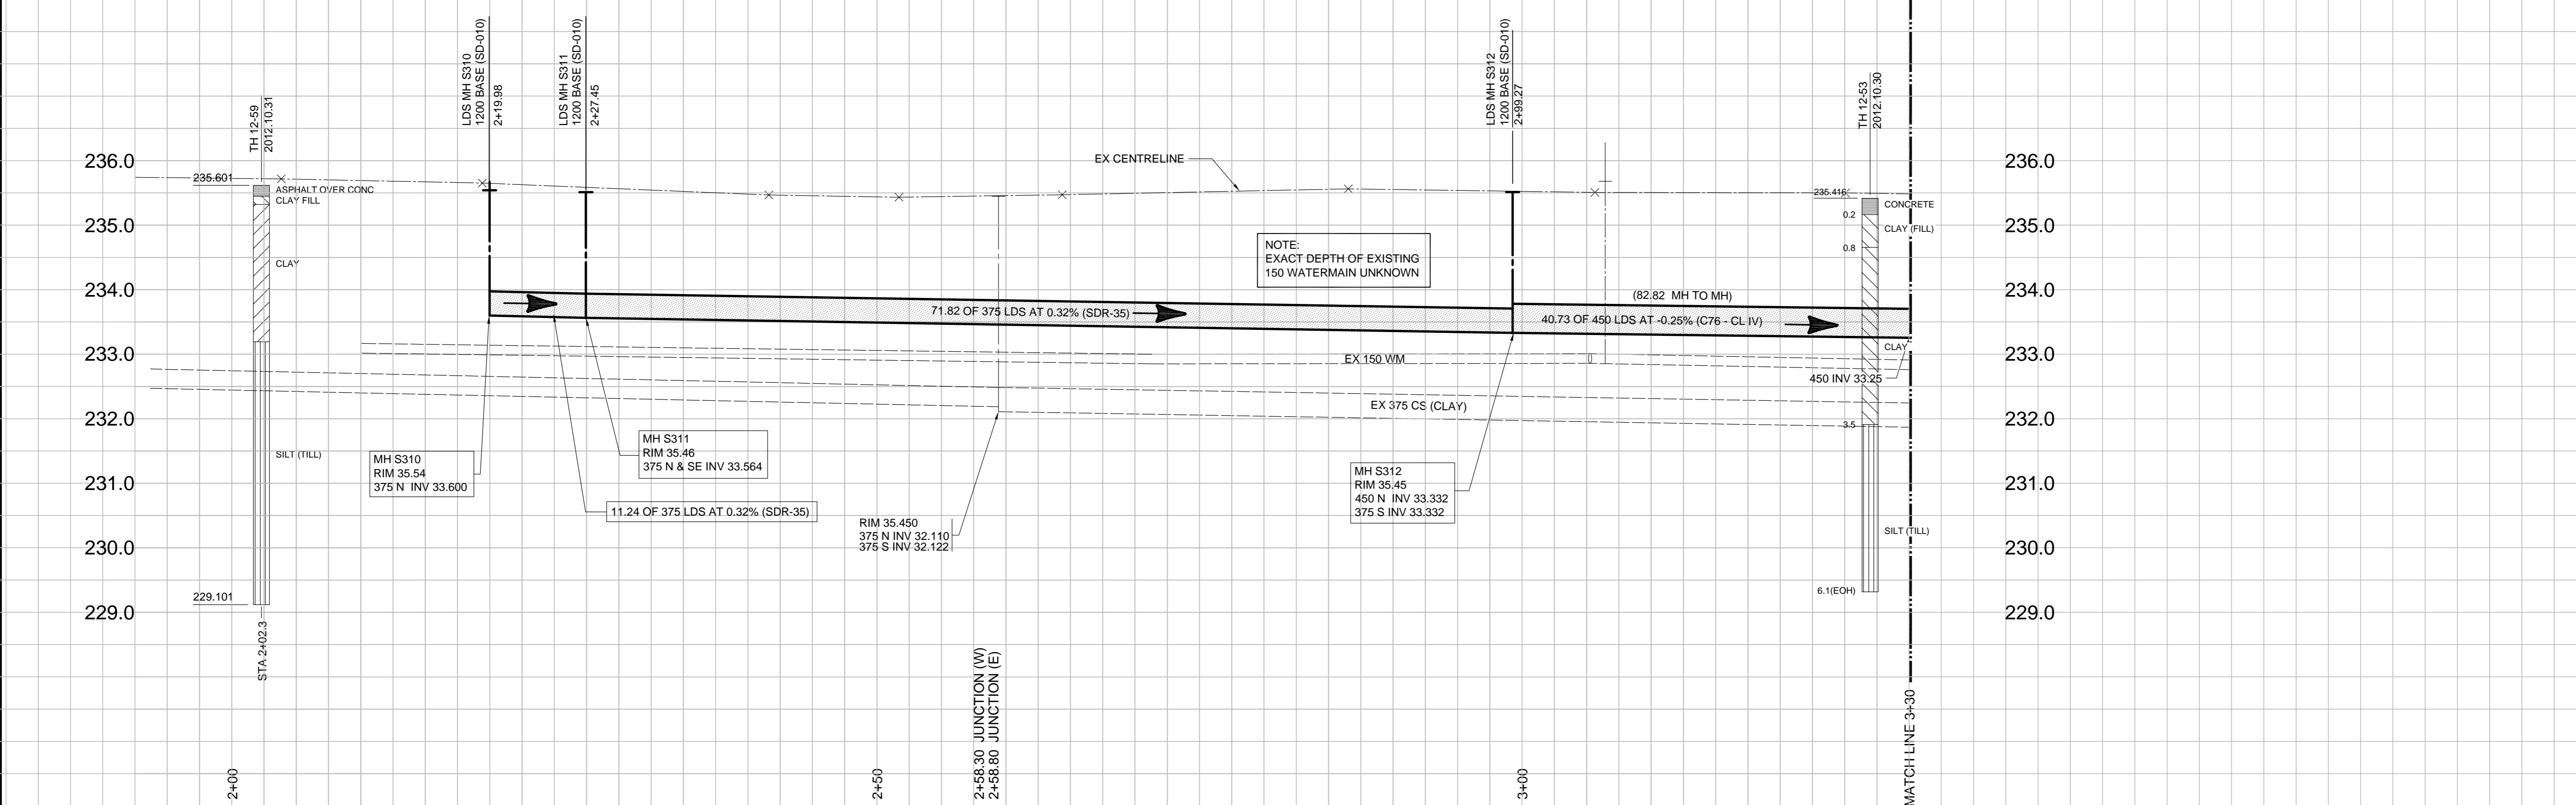 LDS MH S310
1200 BASE (SD-010)
2+19.98
LDS MH S311
1200 BASE (SD-010)
2+27.45
LDS MH S312
1200 BASE (SD-010)
2+99.27
TH 12-59
2012.10.31
TH 12-53
2012.10.30
236.0
235.0
234.0
233.0
232.0
231.0
230.0
229.0
235.601
ASPHALT OVER CONC
CLAY FILL
CLAY
SILT (TILL)
229.101
STA 2+02.3
EX CENTRELINE
NOTE:
EXACT DEPTH OF EXISTING
150 WATERMAIN UNKNOWN
71.82 OF 375 LDS AT 0.32% (SDR-35)
(82.82 MH TO MH)
40.73 OF 450 LDS AT -0.25% (C76 - CL IV)
EX 150 WM
EX 375 CS (CLAY)
MH S310
RIM 35.54
375 N INV 33.600
MH S311
RIM 35.46
375 N & SE INV 33.564
11.24 OF 375 LDS AT 0.32% (SDR-35)
RIM 35.450
375 N INV 32.110
375 S INV 32.122
MH S312
RIM 35.45
450 N INV 33.332
375 S INV 33.332
235.416
0.2
0.8
3.5
6.1(EOH)
CONCRETE
CLAY (FILL)
CLAY
450 INV 33.25
SILT (TILL)
236.0
235.0
234.0
233.0
232.0
231.0
230.0
229.0
2+00
2+50
2+58.30 JUNCTION (W)
2+58.80 JUNCTION (E)
3+00
MATCH LINE 3+30